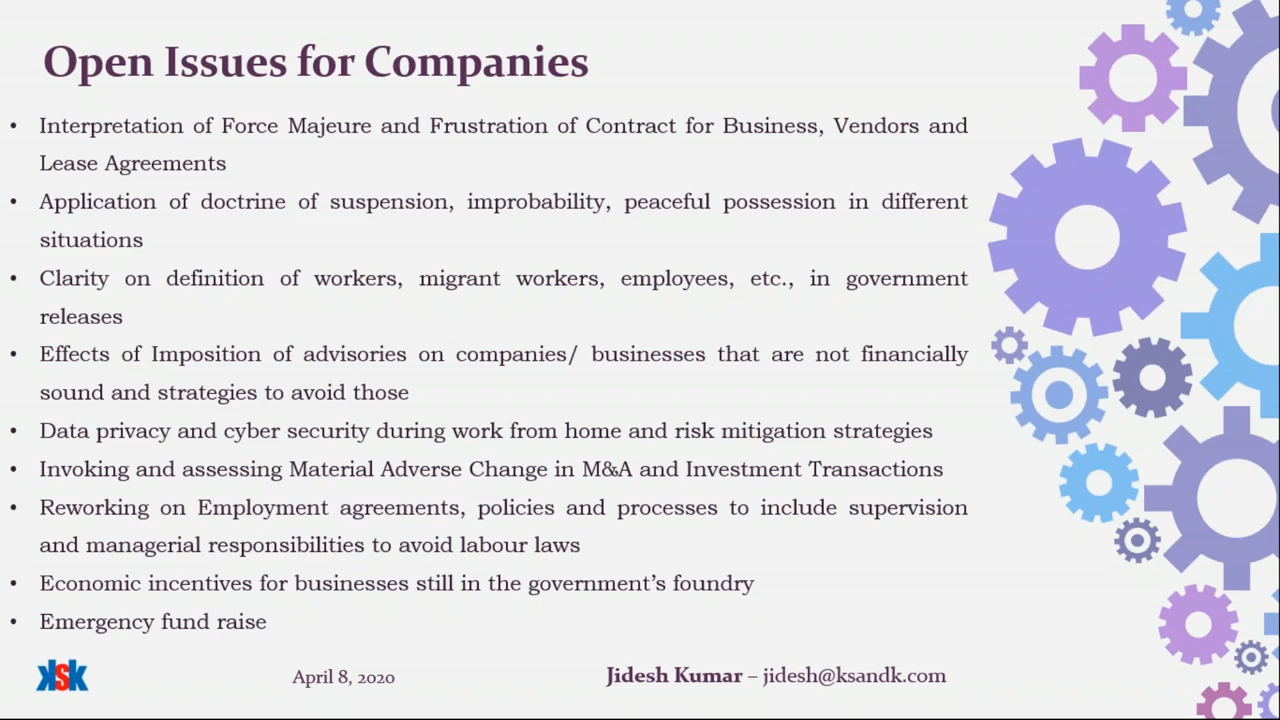 Open Issues for Companies
• Interpretation of Force Majeure and Frustration of Contract for Business, Vendors and
Lease Agreements
• Application of doctrine of suspension, improbability, peaceful possession in different
situations
• Clarity on definition of workers, migrant workers, employees, etc., in government
releases
• Effects of Imposition of advisories on companies/ businesses that are not financially
sound and strategies to avoid those
• Data privacy and cyber security during work from home and risk mitigation strategies
• Invoking and assessing Material Adverse Change in M&A and Investment Transactions
• Reworking on Employment agreements, policies and processes to include supervision
and managerial responsibilities to avoid labour laws
• Economic incentives for businesses still in the government’s foundry
• Emergency fund raise
KSK
April 8, 2020
Jidesh Kumar – jidesh@ksandk.com